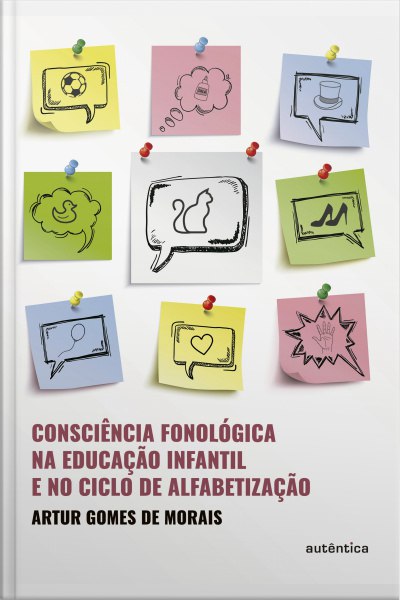 CONSCIÊNCIA FONOLÓGICA
NA EDUCAÇÃO INFANTIL
E NO CICLO DE ALFABETIZAÇÃO
ARTUR GOMES DE MORAIS
autêntica